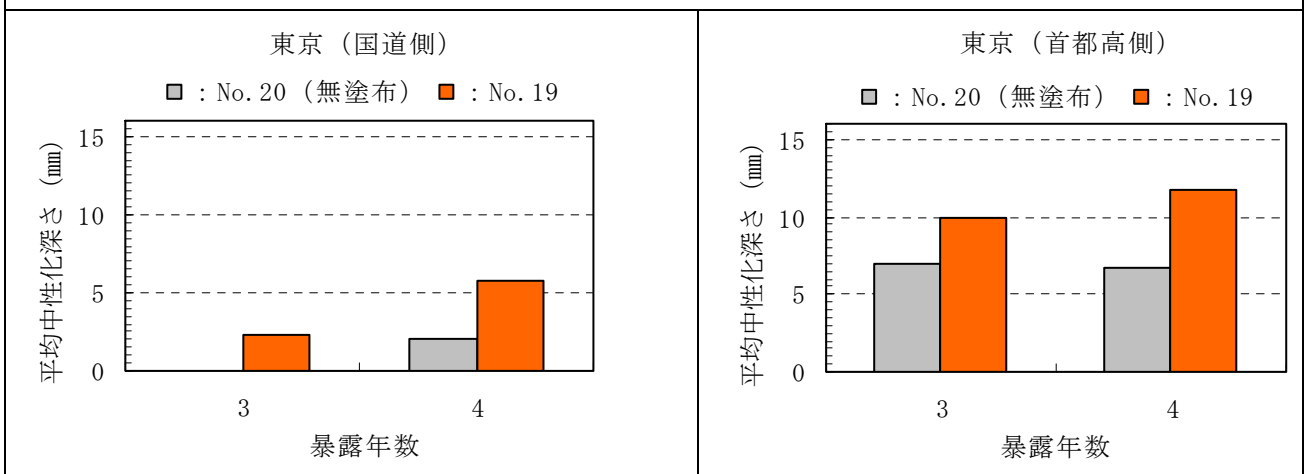 東京（国道側）
：No.20（無塗布） ：No.19
平均中性化深さ（㎜）
15
10
5
0
3 4
暴露年数
東京（首都高側）
：No.20（無塗布） ：No.19
平均中性化深さ（㎜）
15
10
5
0
3 4
暴露年数